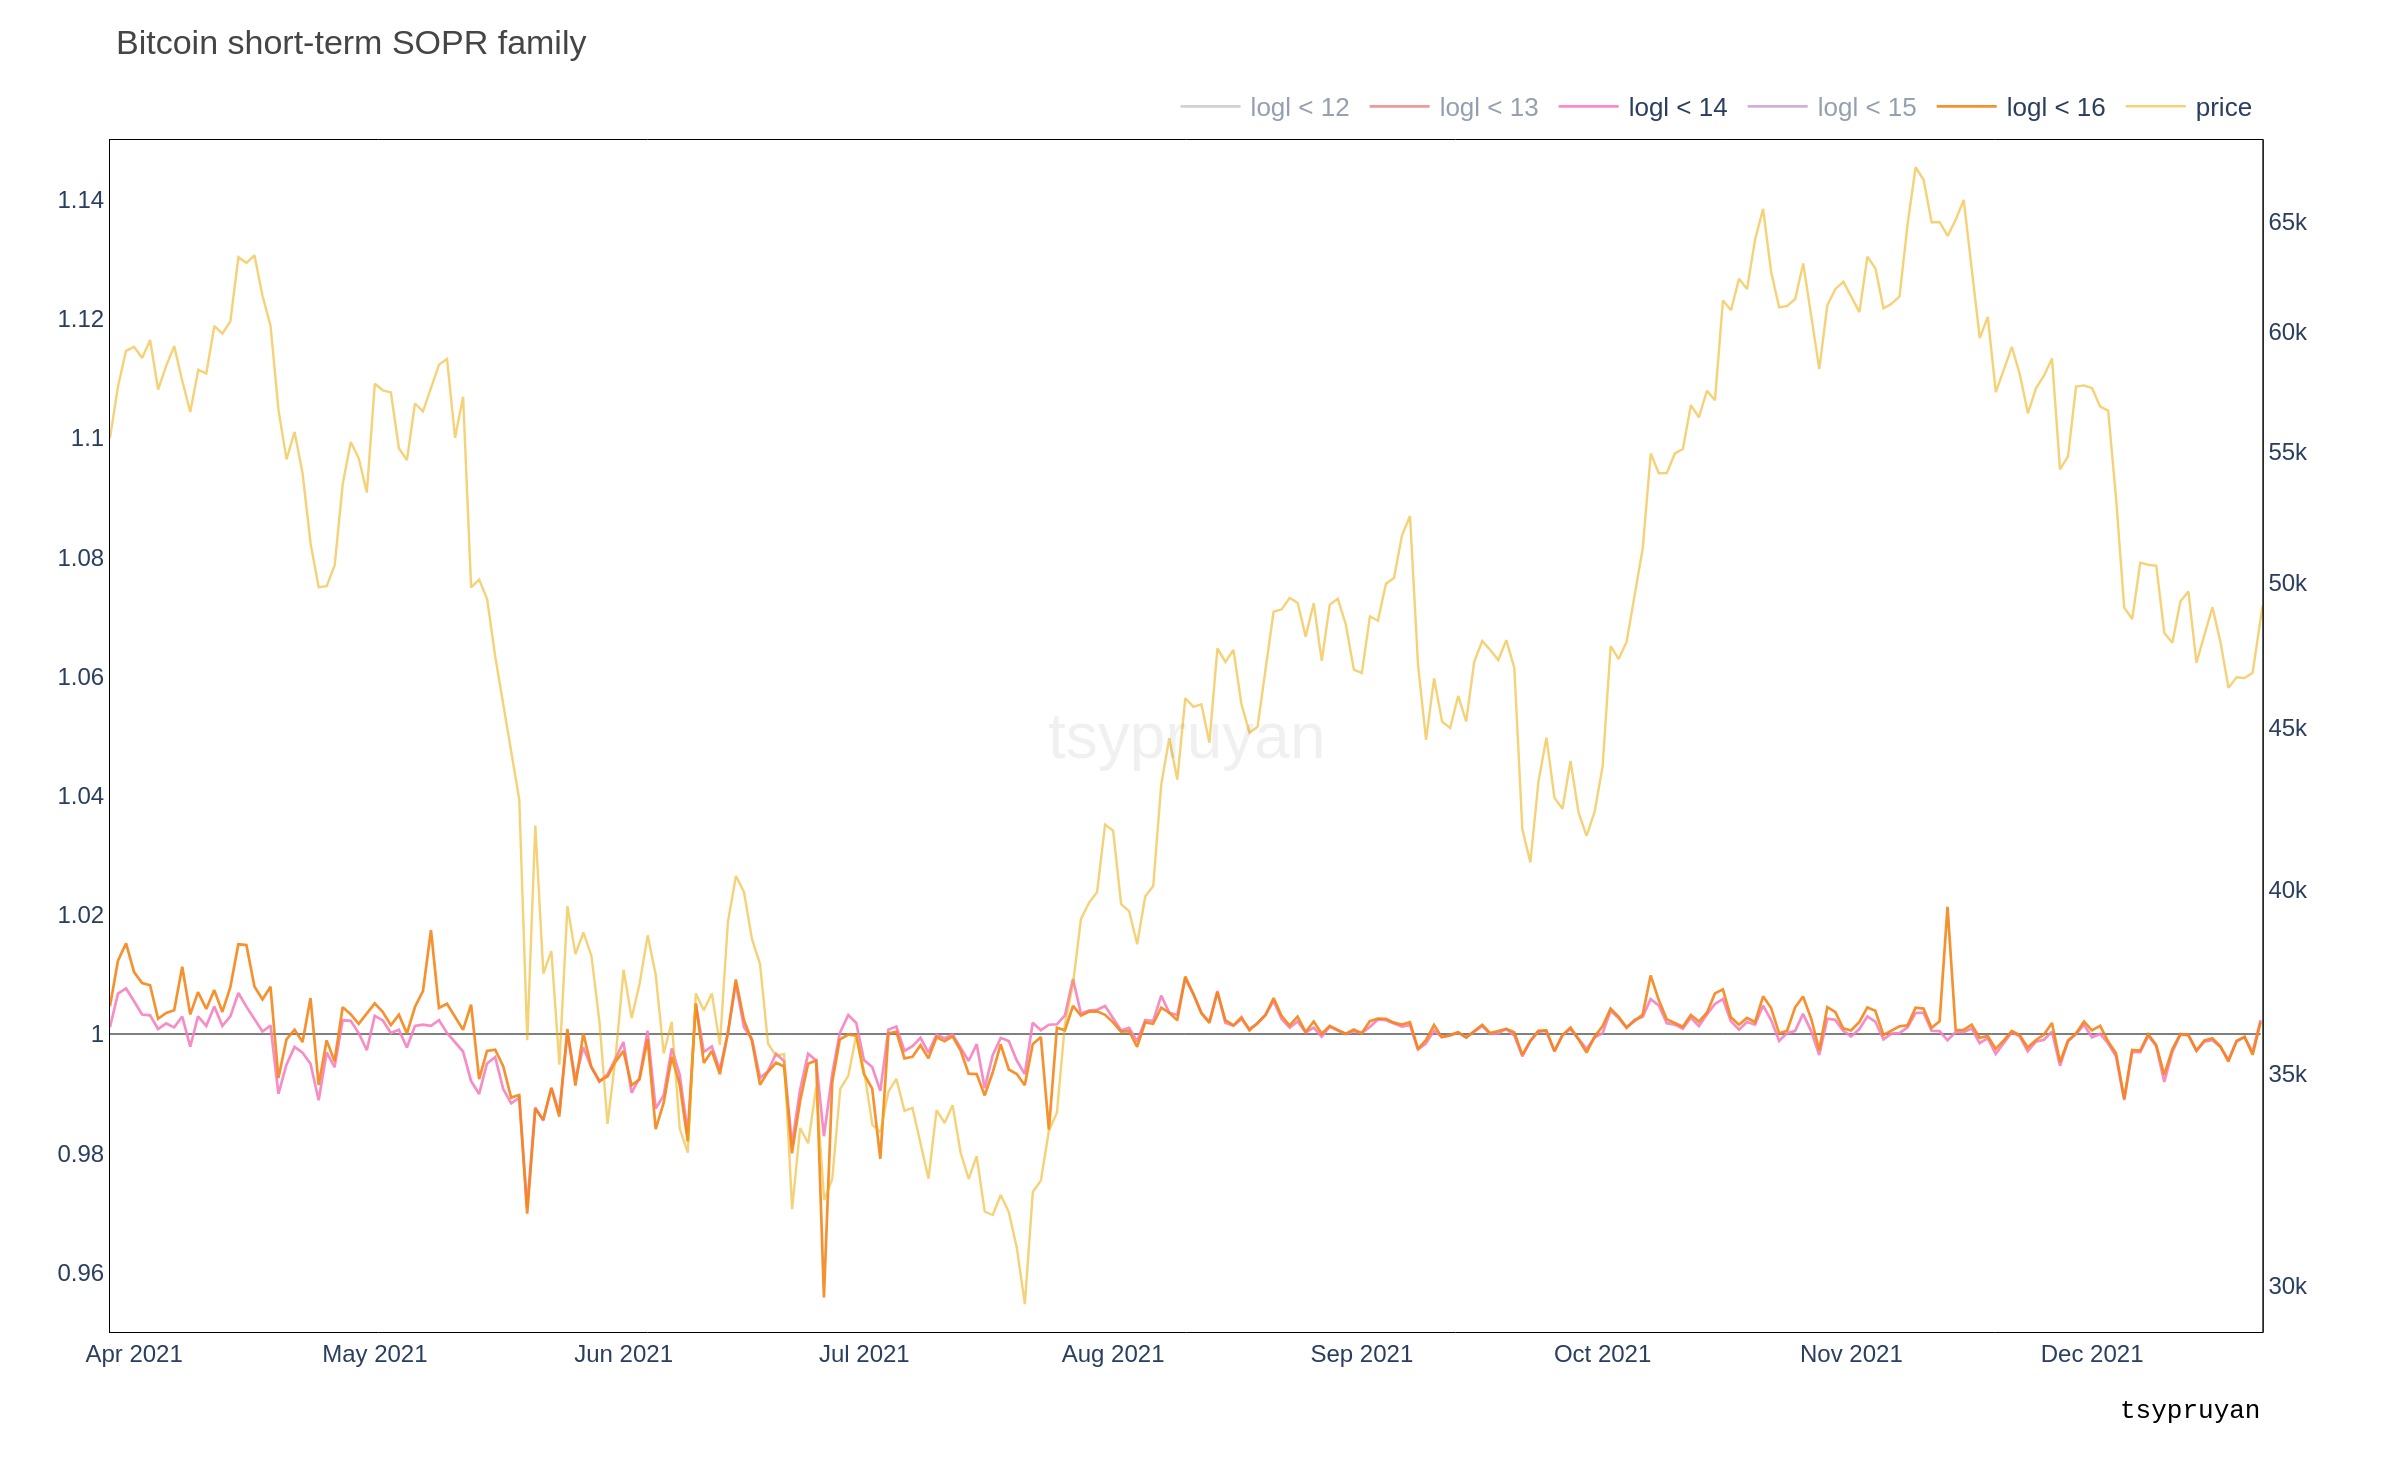 Bitcoin short-term SOPR family
logl < 12 logl < 13 logl < 14 logl < 15 logl < 16 price
1.14
65k
1.12
60k
1.1
55k
1.08
50k
1.06
45k
tsypruyan
1.04
40k
1.02
1
35k
0.98
0.96
30k
Apr 2021 May 2021 Jun 2021 Jul 2021 Aug 2021 Sep 2021 Oct 2021 Nov 2021 Dec 2021
tsypruyan